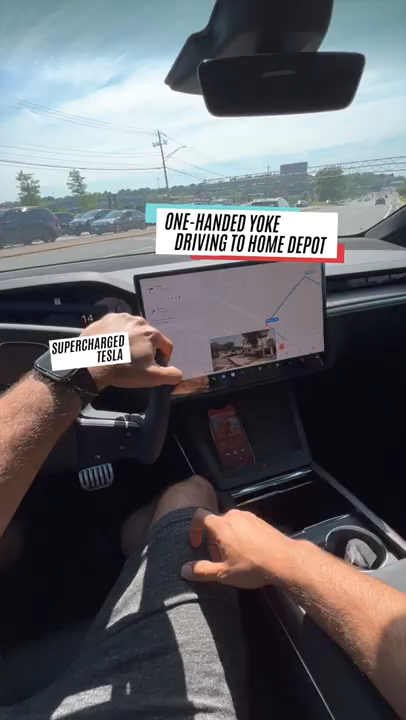 ONE-HANDED YOKE
DRIVING TO HOME DEPOT
14
SUPERCHARGED
TESLA